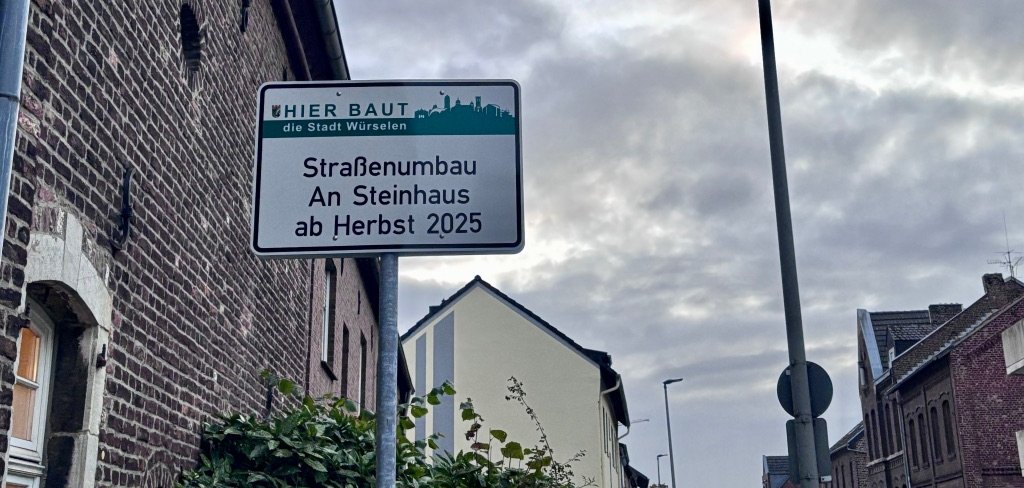 HIER BAUT
die Stadt Würselen
Straßenumbau
An Steinhaus
ab Herbst 2025